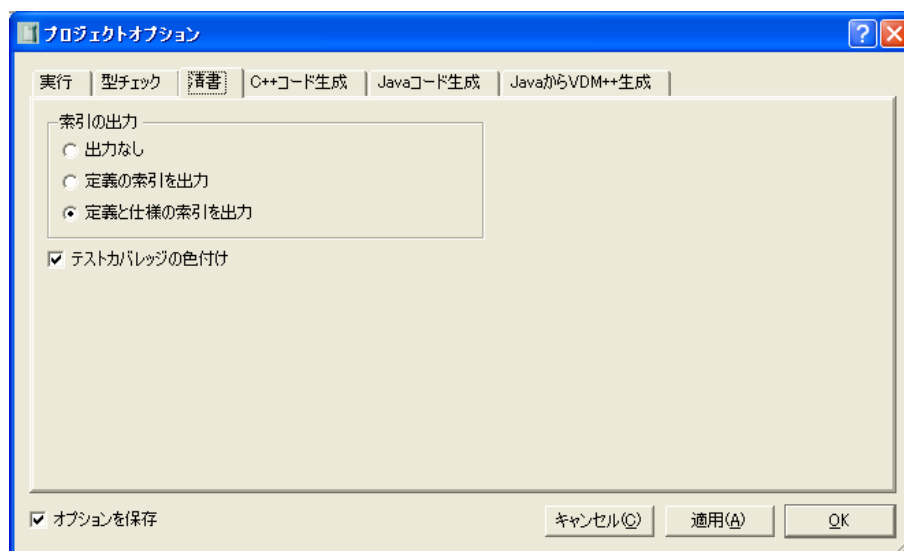 プロジェクトオプション
実行 型チェック 清書 C++コード生成 Javaコード生成 JavaからVDM++生成
索引の出力
出力なし
定義の索引を出力
定義と仕様の索引を出力
テストカバレッジの色付け
オプションを保存 キャンセル(C) 適用(A) OK